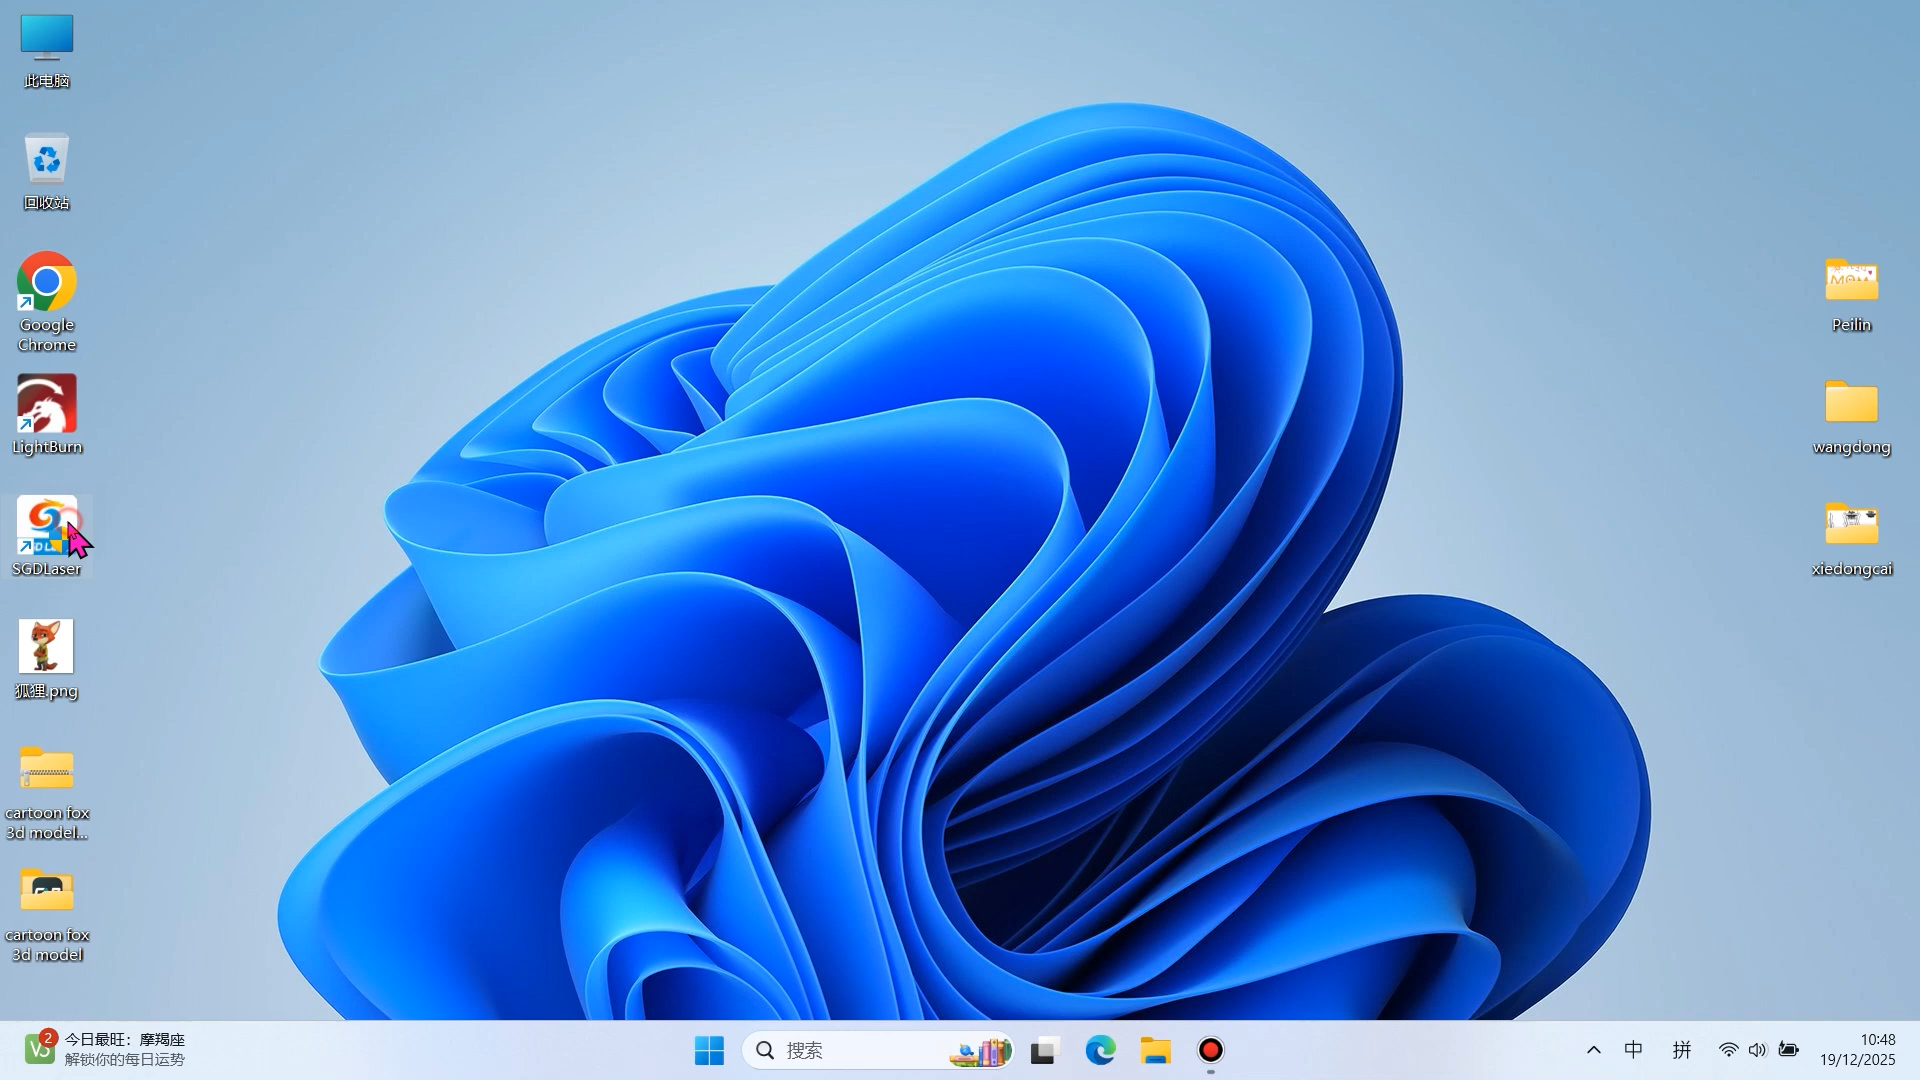 此电脑
回收站
Google
Chrome
LightBurn
SGDLaser
狐狸.png
cartoon fox
3d model...
cartoon fox
3d model
Peilin
wangdong
xiedongcai
2
今日最旺：摩羯座
解锁你的每日运势
搜索
中
拼
10:48
19/12/2025